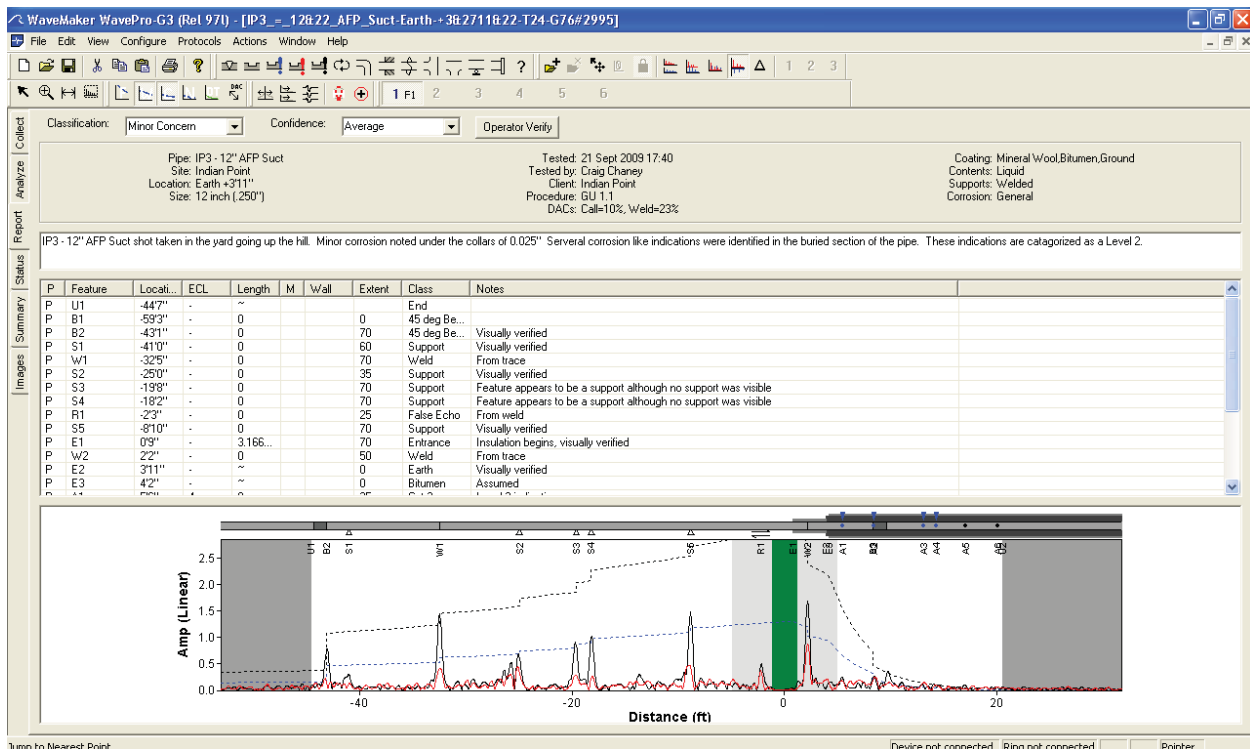 WaveMaker WavePro-G3 (Rel 97l) - [IP3_=_12&22_AFP_Suct-Earth-+3&2711&22-T24-G76#2995]
File Edit View Configure Protocols Actions Window Help
1 2 3
DAC 1 F1 2 3 4 5 6
Collect
Analyze
Report
Status
Summary
Images
Classification: Minor Concern Confidence: Average Operator Verify
Pipe: IP3 - 12" AFP Suct
Site: Indian Point
Location: Earth +3'11"
Size: 12 inch (.250")
Tested: 21 Sept 2009 17:40
Tested by: Craig Chaney
Client: Indian Point
Procedure: GU 1.1
DACs: Call=10%, Weld=23%
Coating: Mineral Wool,Bitumen,Ground
Contents: Liquid
Supports: Welded
Corrosion: General
IP3 - 12" AFP Suct shot taken in the yard going up the hill. Minor corrosion noted under the collars of 0.025" Serveral corrosion like indications were identified in the buried section of the pipe. These indications are catagorized as a Level 2.
P Feature Locati... ECL Length M Wall Extent Class Notes
P U1 -44'7" - ~ End
P B1 -59'3" - 0 0 45 deg Be...
P B2 -43'1" - 0 70 45 deg Be... Visually verified
P S1 -41'0" - 0 60 Support Visually verified
P W1 -32'5" - 0 70 Weld From trace
P S2 -25'0" - 0 35 Support Visually verified
P S3 -19'8" - 0 70 Support Feature appears to be a support although no support was visible
P S4 -18'2" - 0 70 Support Feature appears to be a support although no support was visible
P R1 -2'3" - 0 25 False Echo From weld
P S5 -8'10" - 0 70 Support Visually verified
P E1 0'9" - 3.166... 70 Entrance Insulation begins, visually verified
P W2 2'2" - 0 50 Weld From trace
P E2 3'11" - ~ 0 Earth Visually verified
P E3 4'2" - ~ 0 Bitumen Assumed
U1 B2 S1 W1 S2 S3 S4 S5 R1 E1 W2 A1 A3 A4 A5
Amp (Linear)
2.5
2.0
1.5
1.0
0.5
0.0
-40 -20 0 20
Distance (ft)
Jump to Nearest Point Device not connected Ring not connected Pointer